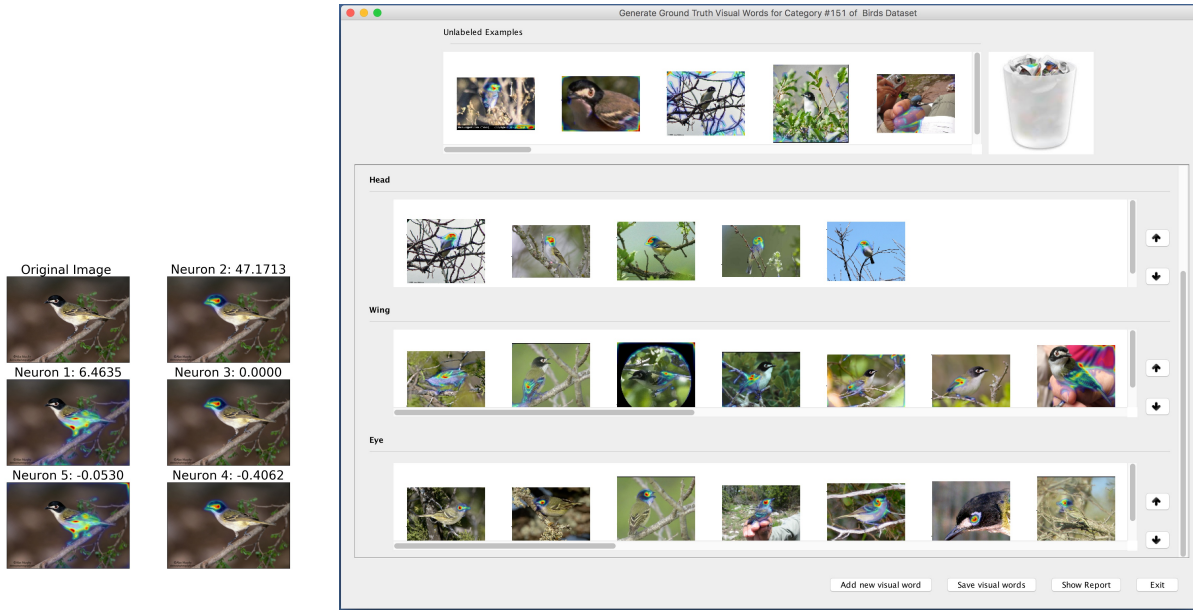 Original Image
Neuron 2: 47.1713
Neuron 1: 6.4635
Neuron 3: 0.0000
Neuron 5: -0.0530
Neuron 4: -0.4062
Generate Ground Truth Visual Words for Category #151 of  Birds Dataset
Unlabeled Examples
Head
Wing
Eye
Add new visual word
Save visual words
Show Report
Exit